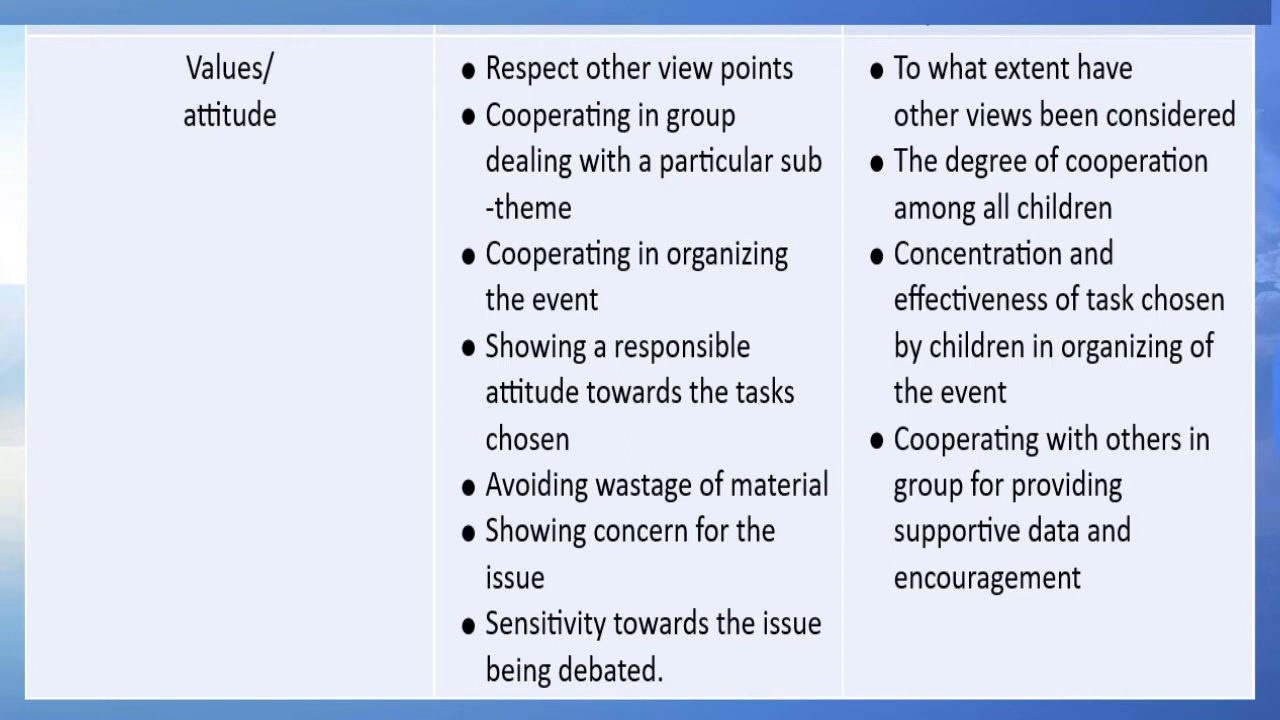 Values/
attitude
● Respect other view points
● Cooperating in group
dealing with a particular sub
-theme
● Cooperating in organizing
the event
● Showing a responsible
attitude towards the tasks
chosen
● Avoiding wastage of material
● Showing concern for the
issue
● Sensitivity towards the issue
being debated.
● To what extent have
other views been considered
● The degree of cooperation
among all children
● Concentration and
effectiveness of task chosen
by children in organizing of
the event
● Cooperating with others in
group for providing
supportive data and
encouragement